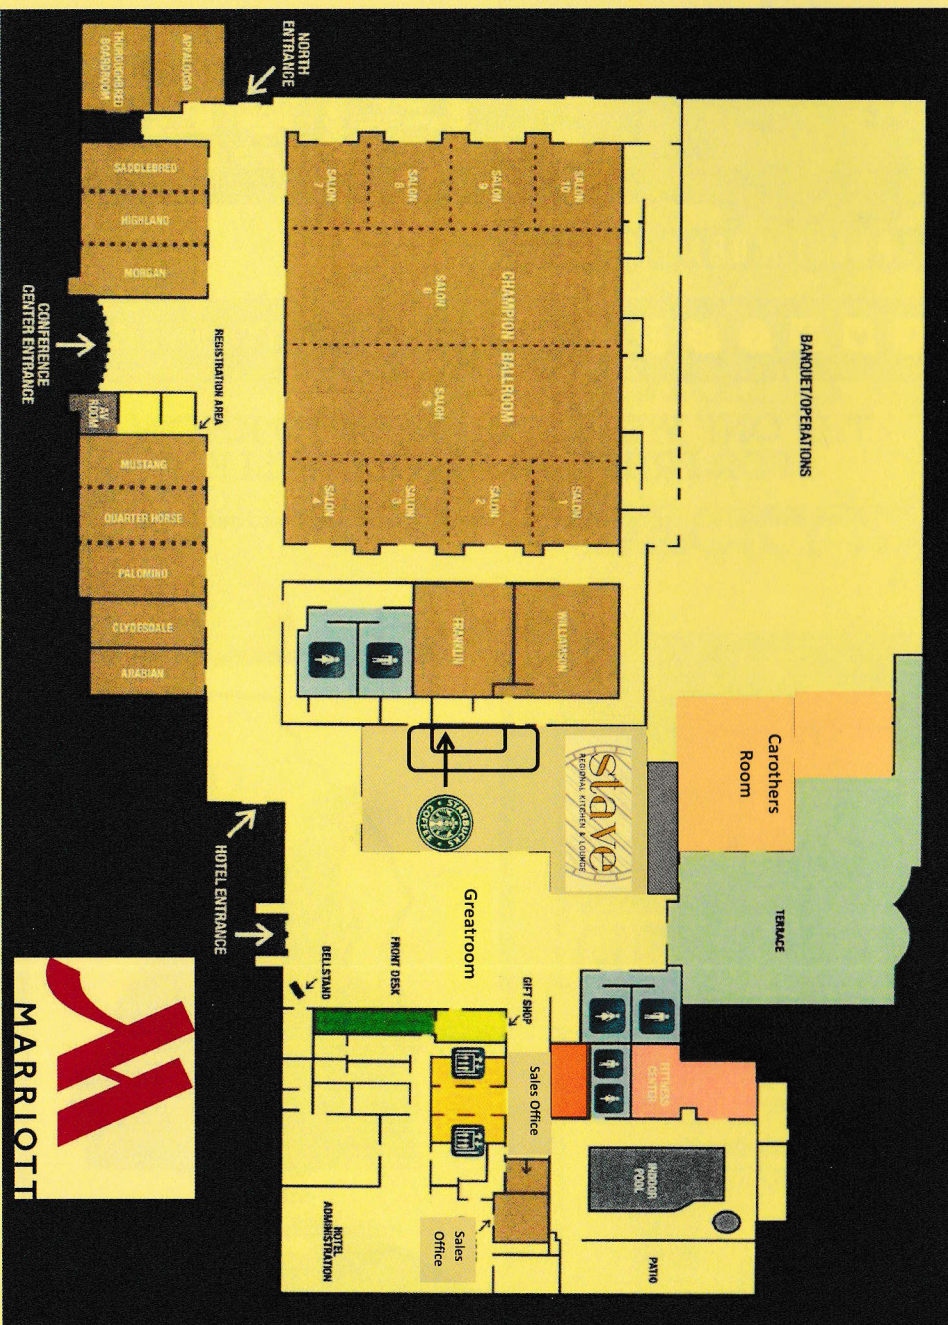 NORTH
ENTRANCE
APPALOOSA
THOROUGHBRED
BOARDROOM
SADDLEBRED
HIGHLAND
MORGAN
CONFERENCE
CENTER ENTRANCE
REGISTRATION AREA
AV
ROOM
MUSTANG
QUARTER HORSE
PALOMINO
CLYDESDALE
ARABIAN
SALON
7
SALON
8
SALON
9
SALON
10
CHAMPION BALLROOM
SALON
6
SALON
5
SALON
4
SALON
3
SALON
2
SALON
1
BANQUET/OPERATIONS
FRANKLIN
WILLIAMSON
Carothers
Room
stave
REGIONAL KITCHEN & LOUNGE
STARBUCKS
COFFEE
TERRACE
HOTEL ENTRANCE
Greatroom
BELLSTAND
FRONT DESK
GIFT SHOP
Sales Office
FITNESS
CENTER
INDOOR
POOL
PATIO
Sales
Office
HOTEL
ADMINISTRATION
MARRIOTT